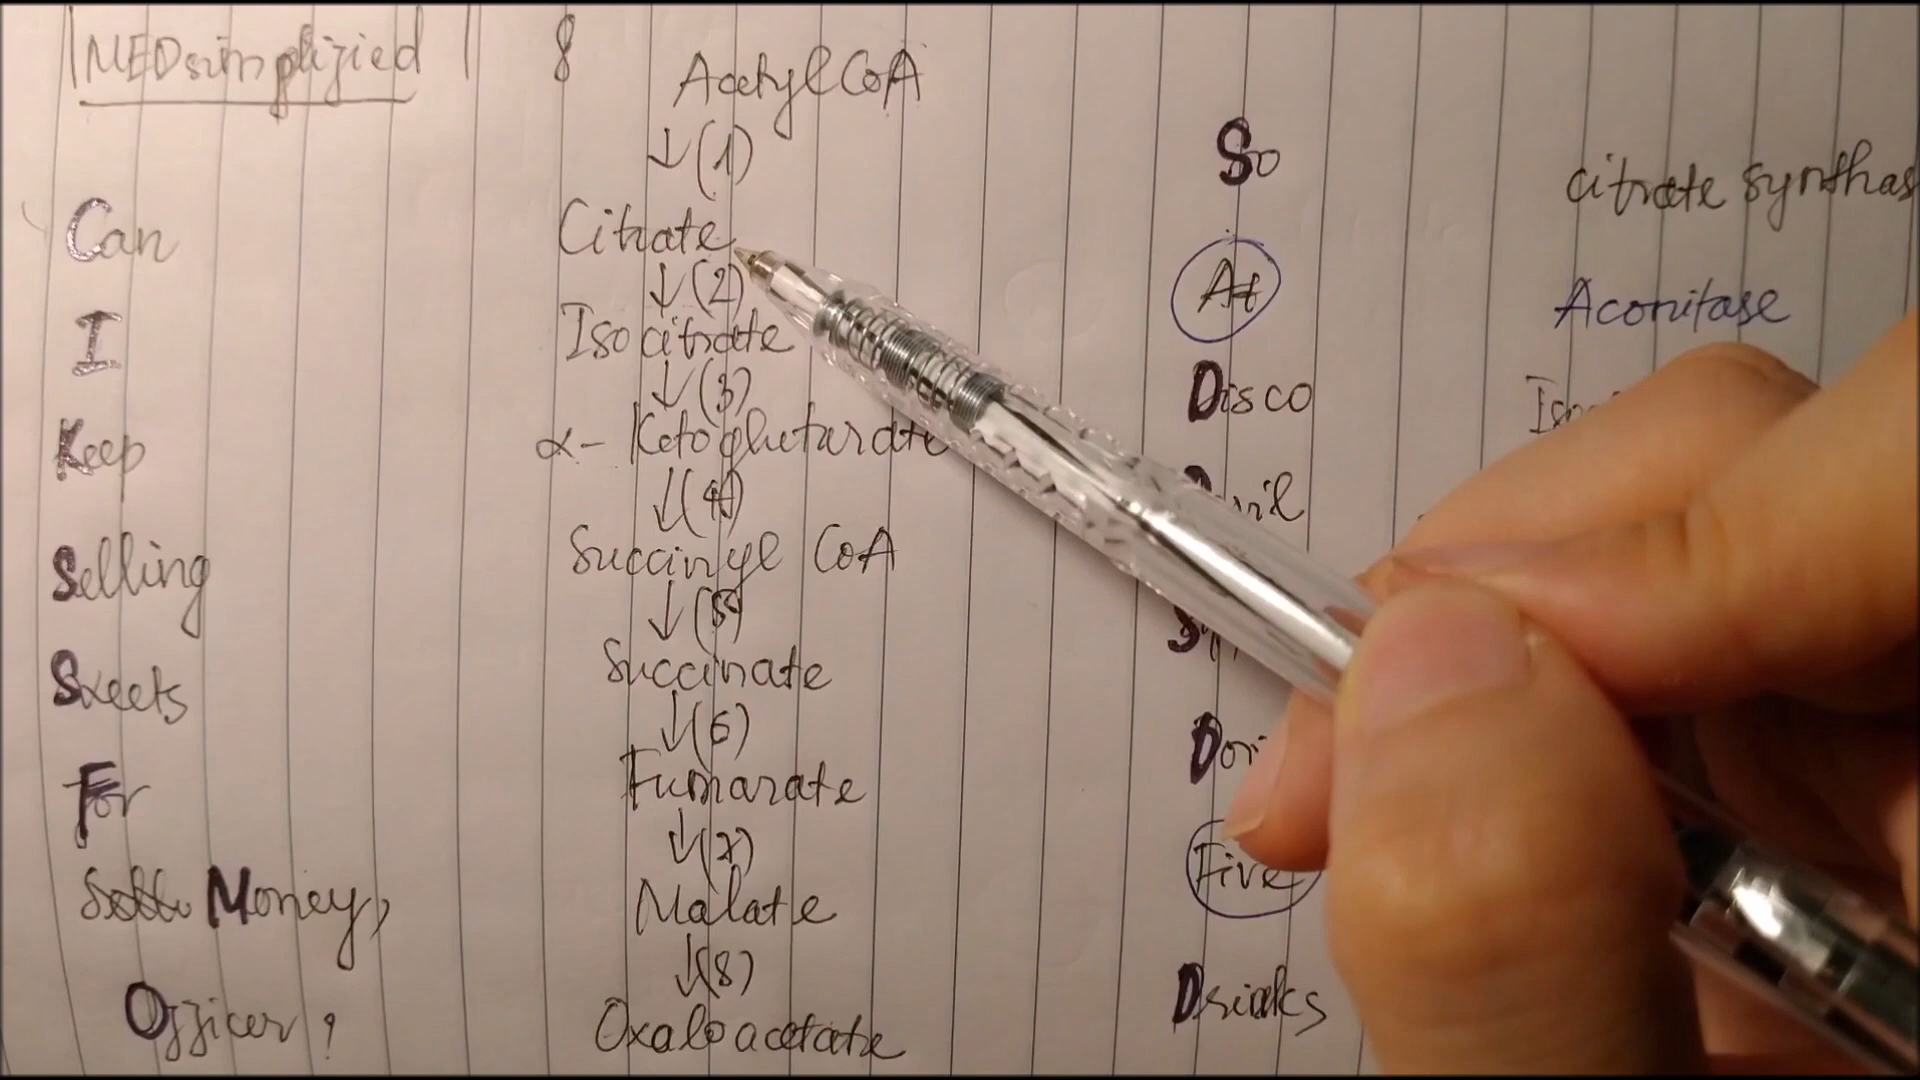 MEDsimplified 8
Acetyl CoA
↓ (1)
So
citrate synthas
Can
Citrate
↓ (2)
At
Aconitase
I
Isocitrate
↓ (3)
Disco
Keep
α- Ketoglutarate
↓ (4)
Selling
Succinyl CoA
↓ (5)
Sweets
Succinate
↓ (6)
For
Fumarate
↓ (7)
Five
Money,
Malate
↓ (8)
Drinks
Officer?
Oxaloacetate